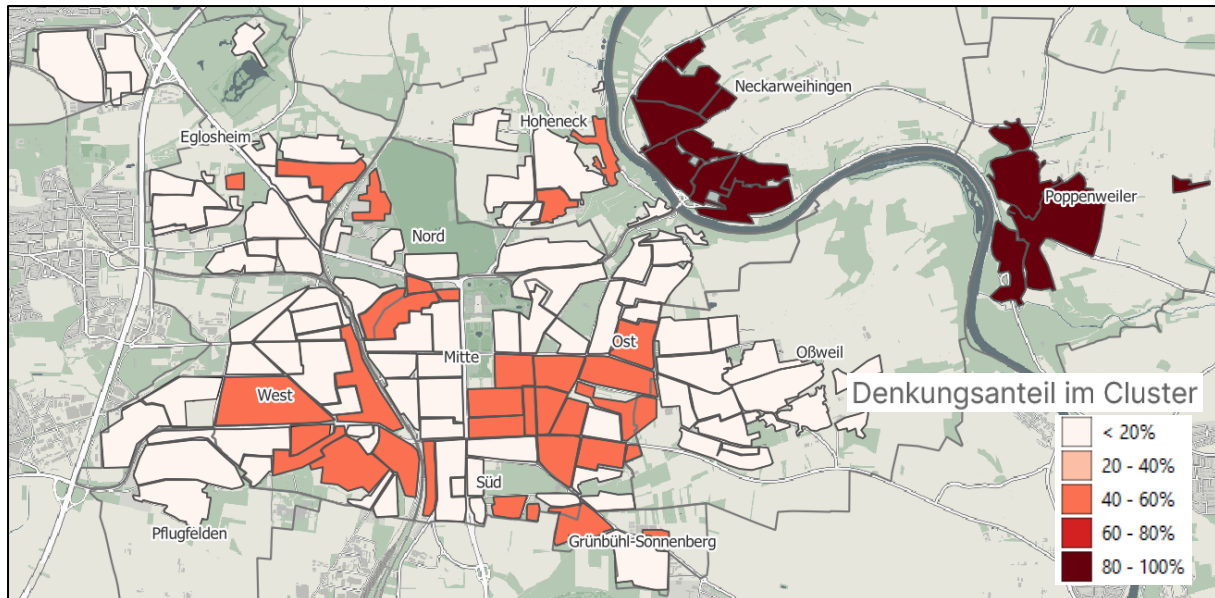 Neckarweihingen
Hoheneck
Eglosheim
Poppenweiler
Nord
Ost
Mitte
Oßweil
West
Denkungsanteil im Cluster
< 20%
20 - 40%
40 - 60%
60 - 80%
80 - 100%
Süd
Pflugfelden
Grünbühl-Sonnenberg